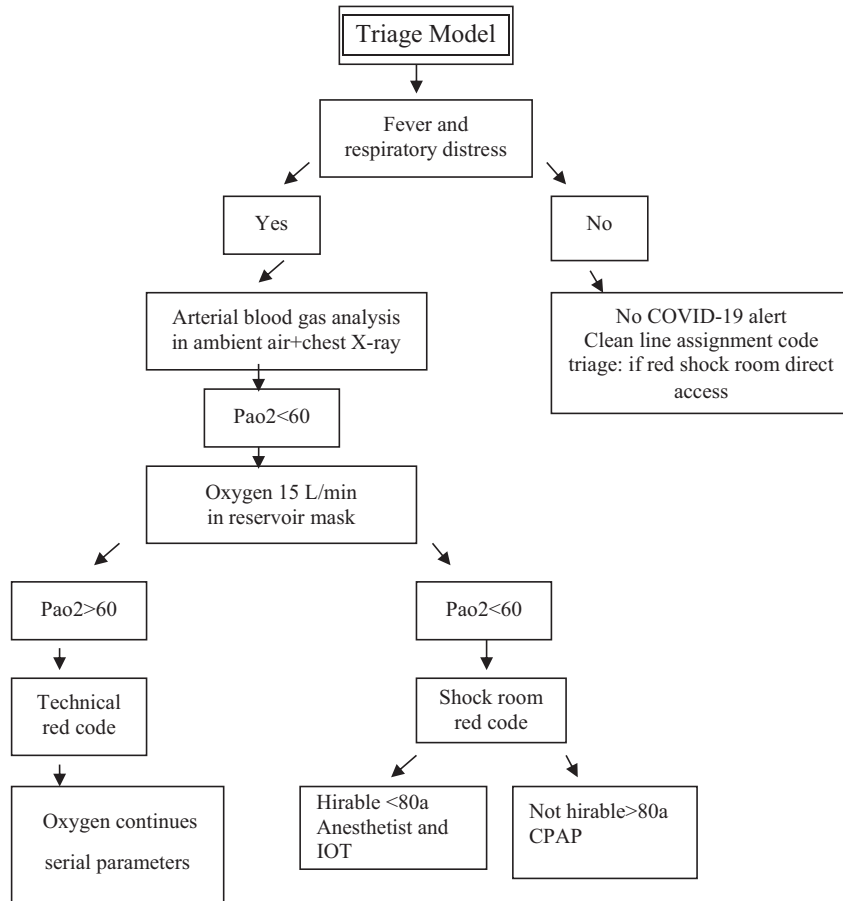 Triage Model
Fever and
respiratory distress
Yes
No
Arterial blood gas analysis
in ambient air+chest X-ray
No COVID-19 alert
Clean line assignment code
triage: if red shock room direct
access
Pao2<60
Oxygen 15 L/min
in reservoir mask
Pao2>60
Pao2<60
Technical
red code
Shock room
red code
Oxygen continues
serial parameters
Hirable <80a
Anesthetist and
IOT
Not hirable>80a
CPAP